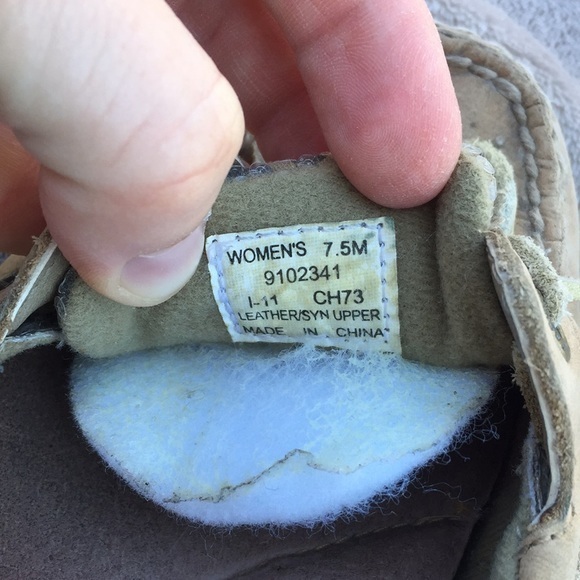 WOMEN'S 7.5M
9102341
I-11 CH73
LEATHER/SYN UPPER
MADE IN CHINA